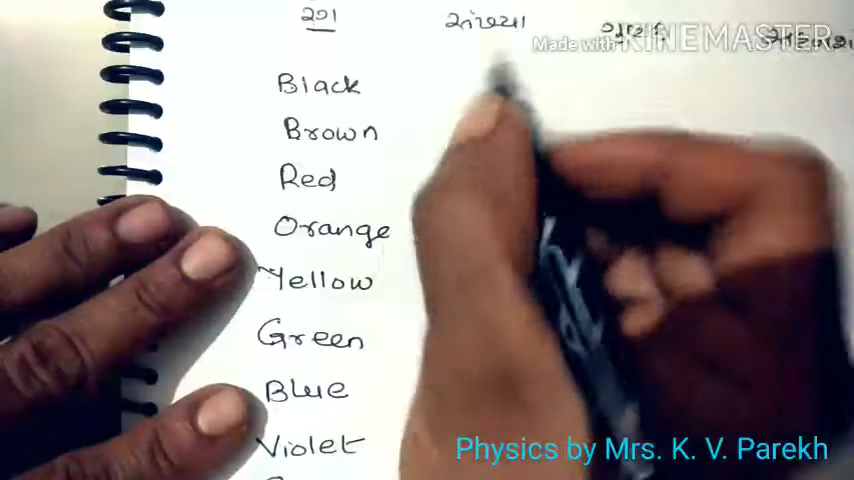 રંગ સંખ્યા
Made with KINEMASTER
Black
Brown
Red
Orange
Yellow
Green
Blue
Violet
Physics by Mrs. K. V. Parekh